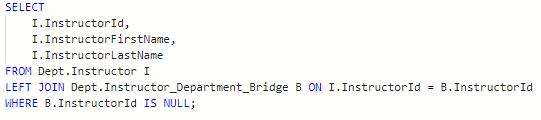 SELECT
I.InstructorId,
I.InstructorFirstName,
I.InstructorLastName
FROM Dept.Instructor I
LEFT JOIN Dept.Instructor_Department_Bridge B ON I.InstructorId = B.InstructorId
WHERE B.InstructorId IS NULL;